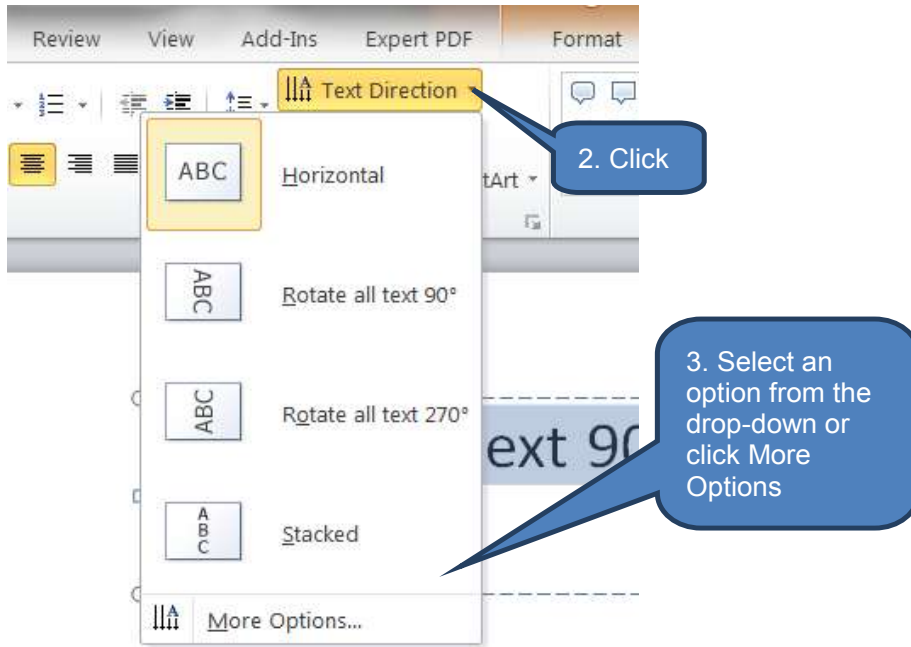 Review View Add-Ins Expert PDF Format
Text Direction
2. Click
ABC Horizontal
tArt
ABC Rotate all text 90°
3. Select an
option from the
drop-down or
click More
Options
ABC Rotate all text 270°
ext 90
A
B
C
Stacked
More Options...